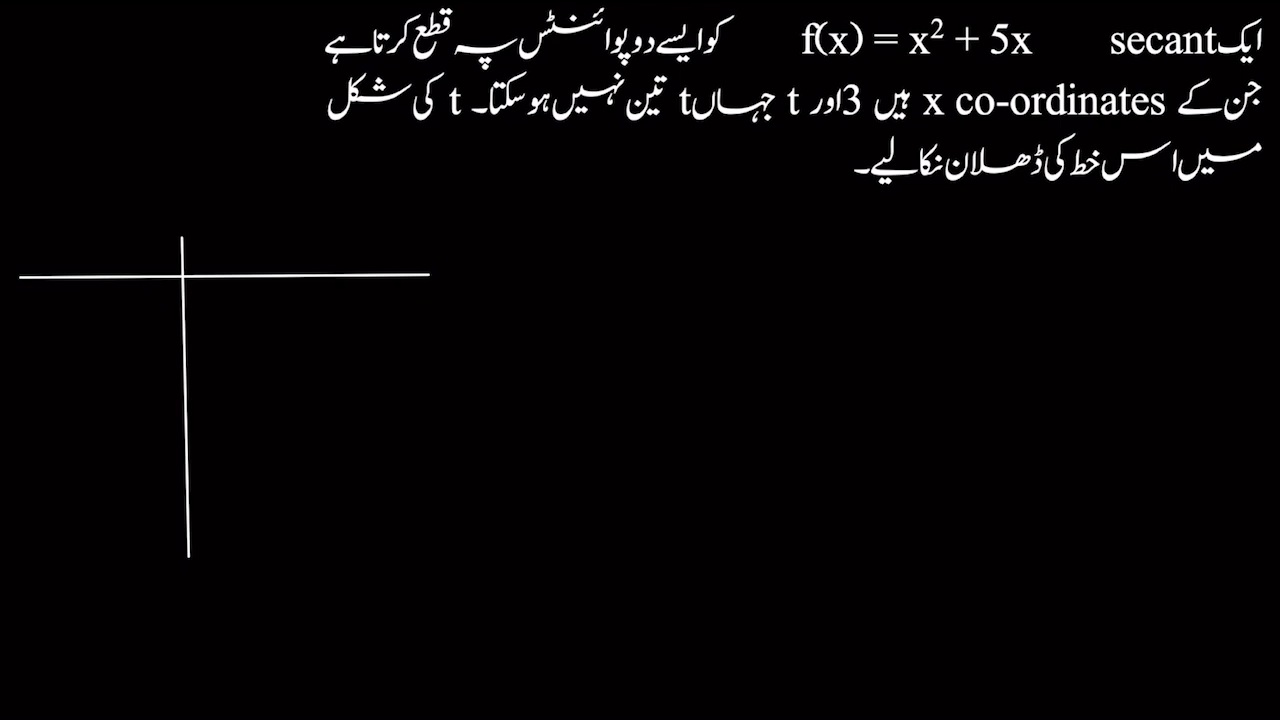 ایک secant f(x) = x² + 5x کو ایسے دو پوائنٹس پہ قطع کرتا ہے
جن کے x co-ordinates ہیں 3 اور t جہاں t تین نہیں ہو سکتا۔ t کی شکل
میں اس خط کی ڈھلان نکالیے۔